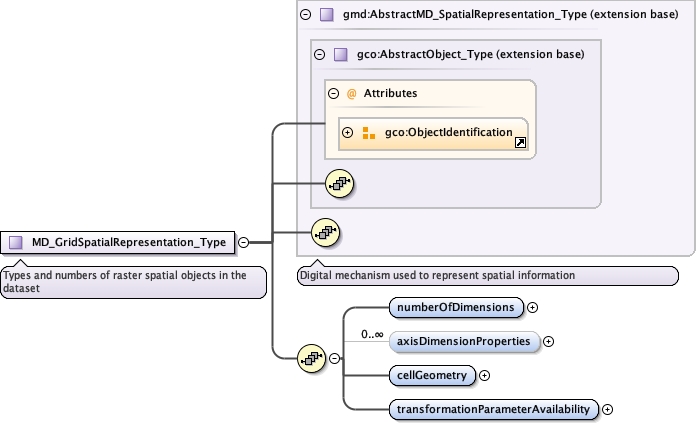 gmd:AbstractMD_SpatialRepresentation_Type (extension base)
gco:AbstractObject_Type (extension base)
@ Attributes
gco:ObjectIdentification
MD_GridSpatialRepresentation_Type
Types and numbers of raster spatial objects in the
dataset
Digital mechanism used to represent spatial information
numberOfDimensions
0..∞
axisDimensionProperties
cellGeometry
transformationParameterAvailability